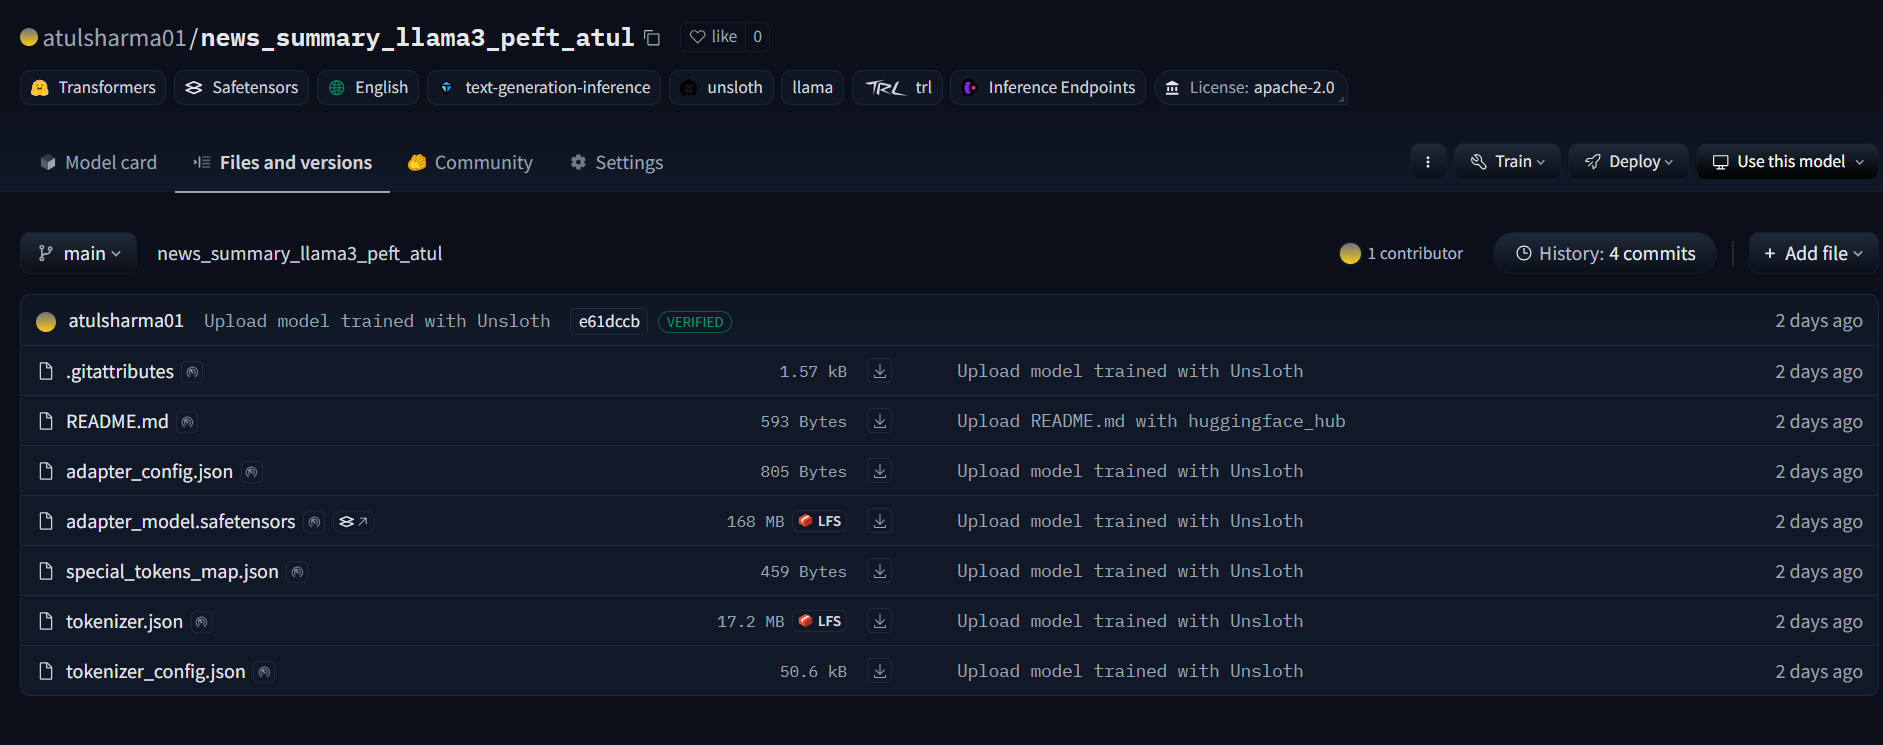 atulsharma01/news_summary_llama3_peft_atul like 0
Transformers Safetensors English text-generation-inference unsloth llama TRL trl Inference Endpoints License: apache-2.0
Model card Files and versions Community Settings Train Deploy Use this model
main news_summary_llama3_peft_atul 1 contributor History: 4 commits + Add file
atulsharma01 Upload model trained with Unsloth e61dccb VERIFIED 2 days ago
.gitattributes 1.57 kB Upload model trained with Unsloth 2 days ago
README.md 593 Bytes Upload README.md with huggingface_hub 2 days ago
adapter_config.json 805 Bytes Upload model trained with Unsloth 2 days ago
adapter_model.safetensors 168 MB LFS Upload model trained with Unsloth 2 days ago
special_tokens_map.json 459 Bytes Upload model trained with Unsloth 2 days ago
tokenizer.json 17.2 MB LFS Upload model trained with Unsloth 2 days ago
tokenizer_config.json 50.6 kB Upload model trained with Unsloth 2 days ago